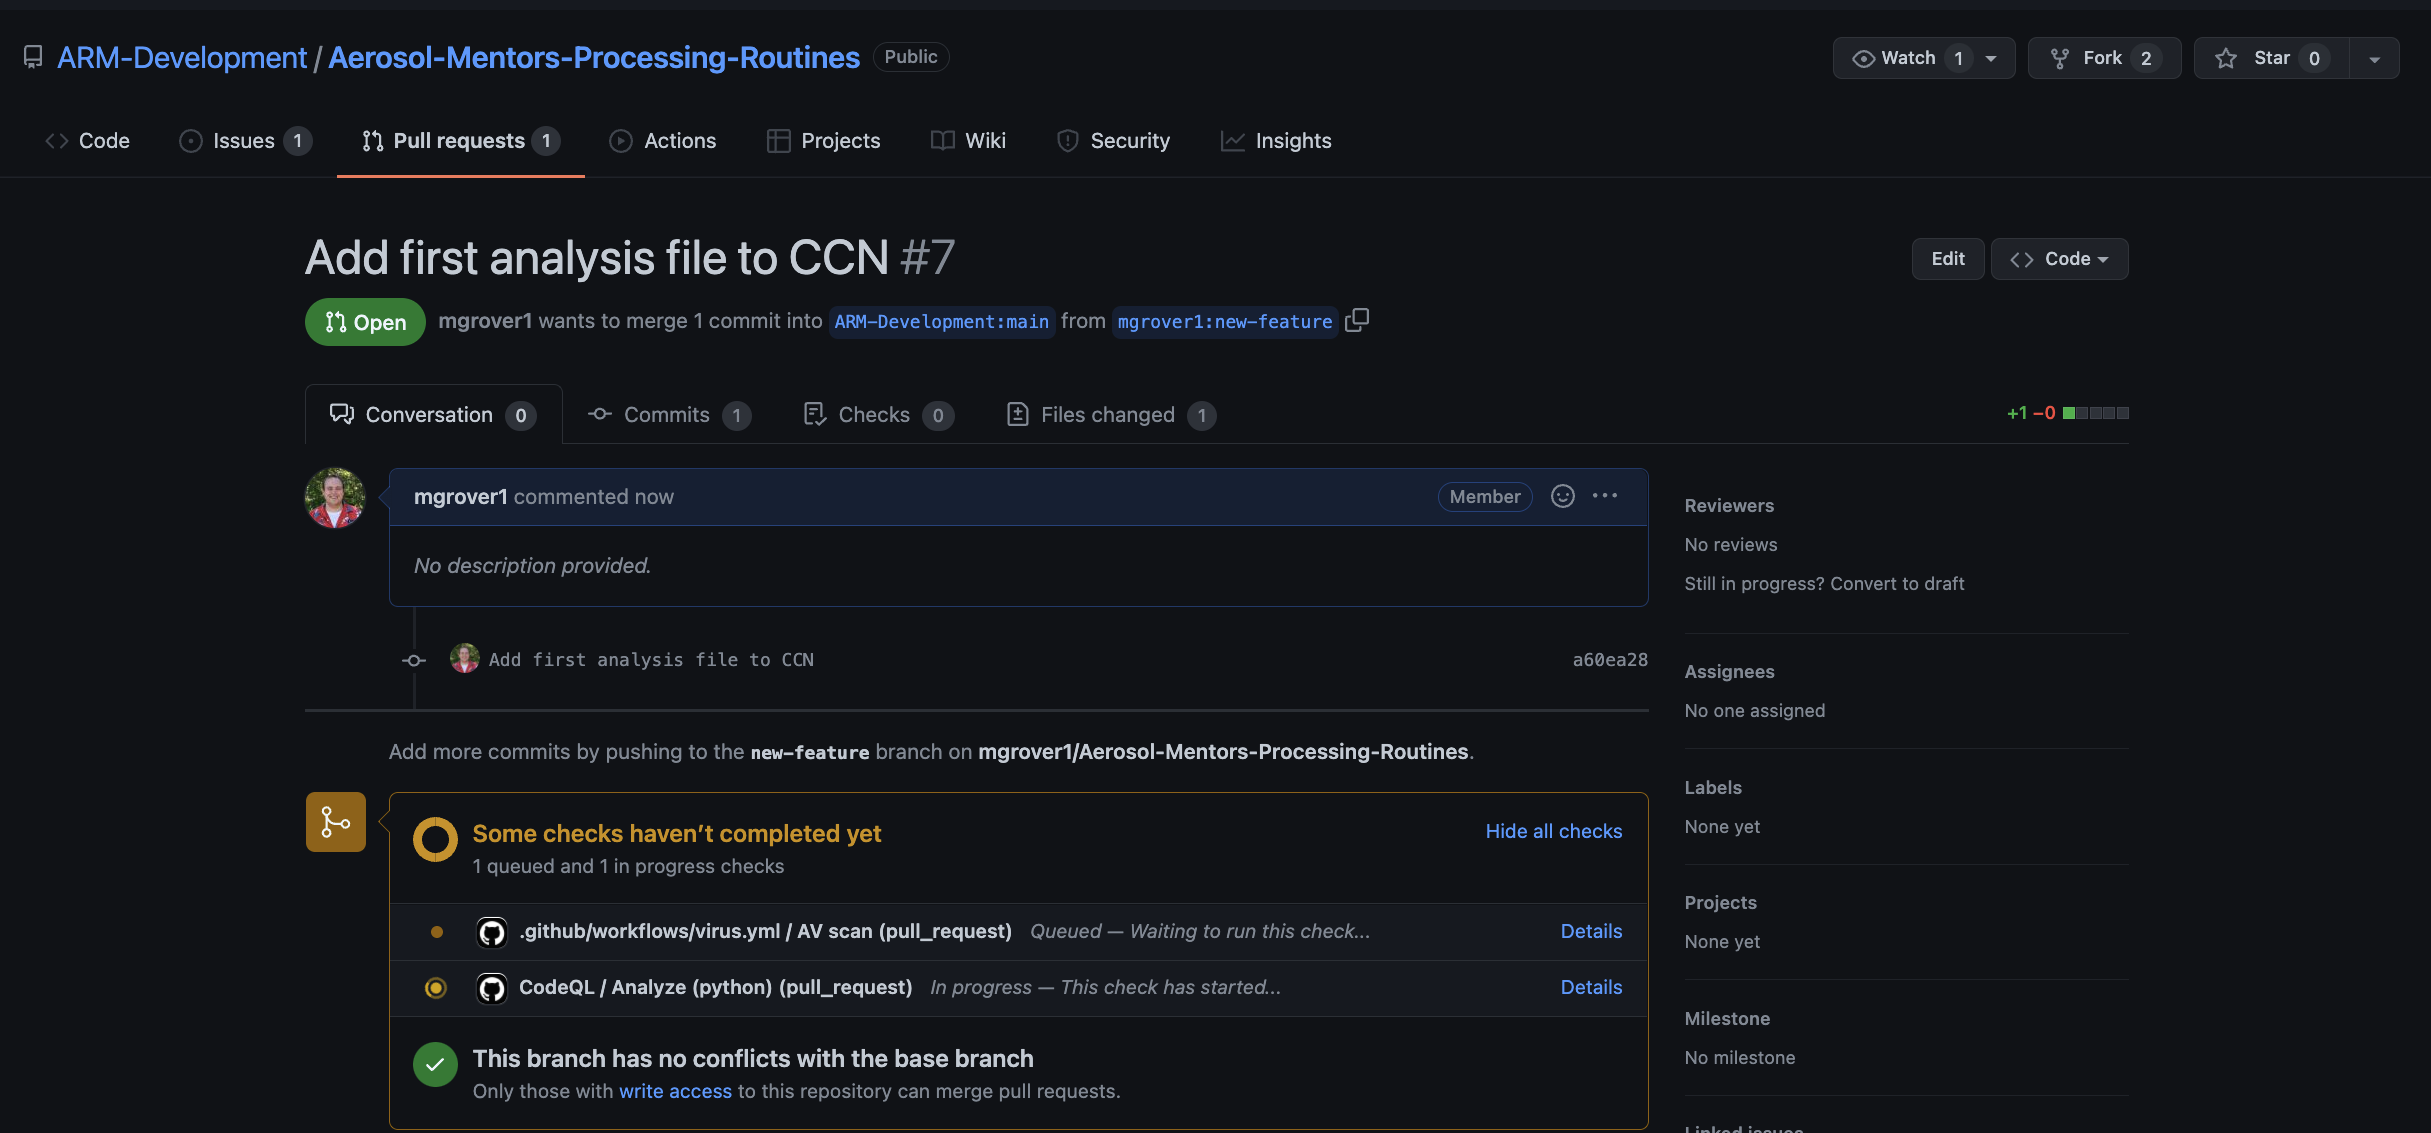 ARM-Development / Aerosol-Mentors-Processing-Routines Public
Watch 1
Fork 2
Star 0
Code
Issues 1
Pull requests 1
Actions
Projects
Wiki
Security
Insights
Add first analysis file to CCN #7
Edit
Code
Open
mgrover1 wants to merge 1 commit into ARM-Development:main from mgrover1:new-feature
Conversation 0
Commits 1
Checks 0
Files changed 1
+1 −0
mgrover1 commented now
Member
No description provided.
Add first analysis file to CCN
a60ea28
Add more commits by pushing to the new-feature branch on mgrover1/Aerosol-Mentors-Processing-Routines.
Some checks haven’t completed yet
Hide all checks
1 queued and 1 in progress checks
.github/workflows/virus.yml / AV scan (pull_request) Queued — Waiting to run this check...
Details
CodeQL / Analyze (python) (pull_request) In progress — This check has started...
Details
This branch has no conflicts with the base branch
Only those with write access to this repository can merge pull requests.
Reviewers
No reviews
Still in progress? Convert to draft
Assignees
No one assigned
Labels
None yet
Projects
None yet
Milestone
No milestone
Linked issues